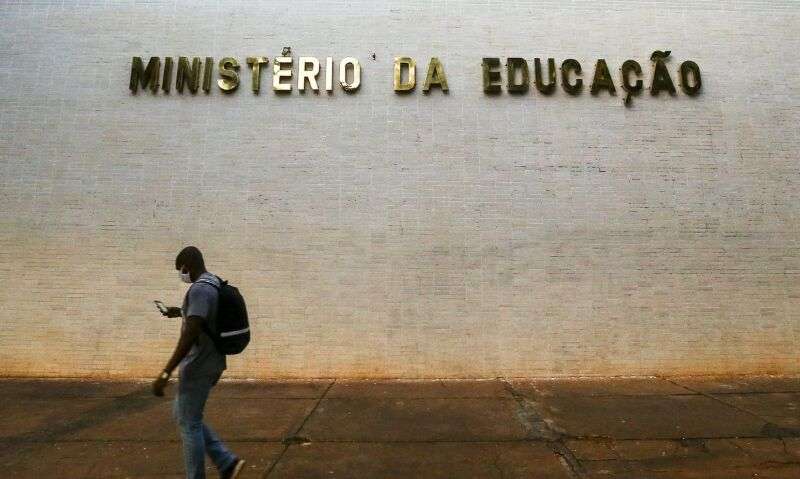 MINISTÉRIO DA EDUCAÇÃO